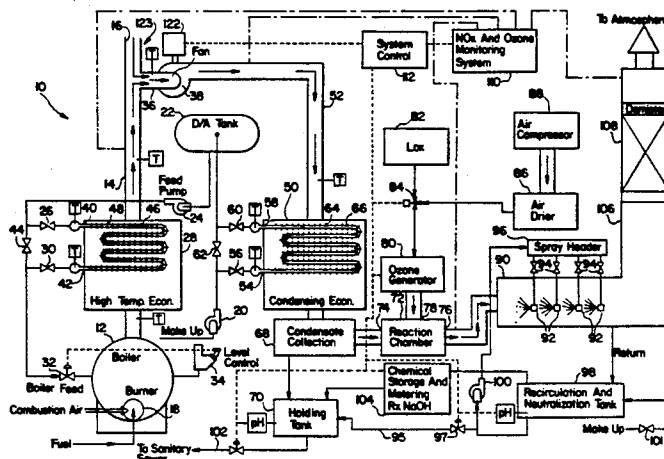 To Atmosphere
16
123
122
Fan
System Control
112
NOx And Ozone Monitoring System
110
10
36
38
52
22
D/A Tank
14
T
Feed Pump
24
Lox
84
Air Compressor
88
86
Air Drier
Demister
108
106
26
40
48
46
28
44
30
42
High Temp Econ.
60
58
50
64
66
62
56
54
Condensing Econ.
80
Ozone Generator
96
Spray Header
90
94
94
92
92
12
Make Up
20
68
Condensate Collection
74
72
78
76
Reaction Chamber
Return
32
Boiler
Level Control
34
Boiler Feed
Burner
Combustion Air
18
Fuel
Chemical Storage And Metering Rx NaOH
104
100
98
Recirculation and Neutralization Tank
70
Holding Tank
pH
95
97
pH
Make Up
101
102
To Sanitary Sewer